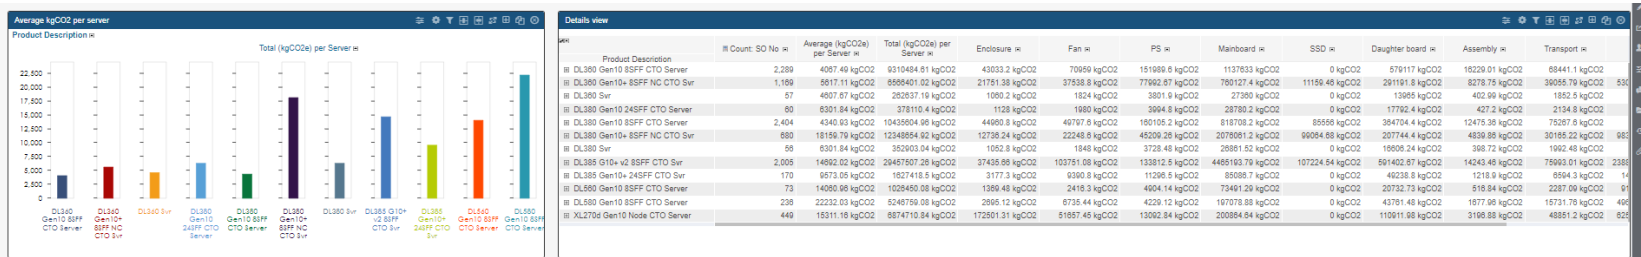 Average kgCO2 per server
Product Description
Total (kgCO2e) per Server
22,500
20,000
17,500
15,000
12,500
10,000
7,500
5,000
2,500
0
DL360 Gen10 8SFF CTO Server
DL360 Gen10+ 8SFF NC CTO Svr
DL360 Svr
DL380 Gen10 24SFF CTO Server
DL380 Gen10 8SFF CTO Server
DL380 Gen10+ 8SFF NC CTO Svr
DL380 Svr
DL385 G10+ v2 8SFF CTO Svr
DL385 Gen10+ 24SFF CTO Svr
DL560 Gen10 8SFF CTO Server
DL580 Gen10 8SFF CTO Server
Details view
Product Description Count: SO No Average (kgCO2e) per Server Total (kgCO2e) per Server Enclosure Fan PS Mainboard SSD Daughter board Assembly Transport
DL360 Gen10 8SFF CTO Server 2,289 4067.49 kgCO2 9310484.61 kgCO2 43033.2 kgCO2 70959 kgCO2 151989.6 kgCO2 1137633 kgCO2 0 kgCO2 579117 kgCO2 16229.01 kgCO2 68441.1 kgCO2
DL360 Gen10+ 8SFF NC CTO Svr 1,169 5617.11 kgCO2 6566401.02 kgCO2 21751.38 kgCO2 37538.8 kgCO2 77992.67 kgCO2 760127.4 kgCO2 11159.46 kgCO2 291191.8 kgCO2 8278.75 kgCO2 39055.79 kgCO2 530
DL360 Svr 57 4607.67 kgCO2 262637.19 kgCO2 1060.2 kgCO2 1824 kgCO2 3801.9 kgCO2 27360 kgCO2 0 kgCO2 13965 kgCO2 402.99 kgCO2 1852.5 kgCO2
DL380 Gen10 24SFF CTO Server 60 6301.84 kgCO2 378110.4 kgCO2 1128 kgCO2 1980 kgCO2 3994.8 kgCO2 28780.2 kgCO2 0 kgCO2 17792.4 kgCO2 427.2 kgCO2 2134.8 kgCO2
DL380 Gen10 8SFF CTO Server 2,404 4340.93 kgCO2 10435604.96 kgCO2 44960.8 kgCO2 49797.6 kgCO2 160105.2 kgCO2 818708.2 kgCO2 85556 kgCO2 364704.4 kgCO2 12475.36 kgCO2 75267.6 kgCO2
DL380 Gen10+ 8SFF NC CTO Svr 680 18159.79 kgCO2 12348654.92 kgCO2 12736.24 kgCO2 22248.6 kgCO2 45209.26 kgCO2 2076061.2 kgCO2 99064.68 kgCO2 207744.4 kgCO2 4839.86 kgCO2 30165.22 kgCO2 983
DL380 Svr 56 6301.84 kgCO2 352903.04 kgCO2 1052.8 kgCO2 1848 kgCO2 3728.48 kgCO2 26861.52 kgCO2 0 kgCO2 16606.24 kgCO2 398.72 kgCO2 1992.48 kgCO2
DL385 G10+ v2 8SFF CTO Svr 2,005 14692.02 kgCO2 29457507.26 kgCO2 37435.66 kgCO2 103751.08 kgCO2 133812.5 kgCO2 4465193.79 kgCO2 107224.54 kgCO2 591402.67 kgCO2 14243.46 kgCO2 75993.01 kgCO2 2388
DL385 Gen10+ 24SFF CTO Svr 170 9573.05 kgCO2 1627418.5 kgCO2 3177.3 kgCO2 9390.8 kgCO2 11296.5 kgCO2 85086.7 kgCO2 0 kgCO2 49238.8 kgCO2 1218.9 kgCO2 6594.3 kgCO2 14
DL560 Gen10 8SFF CTO Server 73 14060.96 kgCO2 1026450.08 kgCO2 1369.48 kgCO2 2416.3 kgCO2 4904.14 kgCO2 73491.29 kgCO2 0 kgCO2 20732.73 kgCO2 516.84 kgCO2 2287.09 kgCO2 91
DL580 Gen10 8SFF CTO Server 236 22232.03 kgCO2 5246759.08 kgCO2 2695.12 kgCO2 6735.44 kgCO2 4229.12 kgCO2 197078.88 kgCO2 0 kgCO2 43761.48 kgCO2 1677.96 kgCO2 15731.76 kgCO2 496
XL270d Gen10 Node CTO Server 449 15311.16 kgCO2 6874710.84 kgCO2 172501.31 kgCO2 51657.45 kgCO2 13092.84 kgCO2 200864.64 kgCO2 0 kgCO2 110911.98 kgCO2 3196.88 kgCO2 48851.2 kgCO2 625